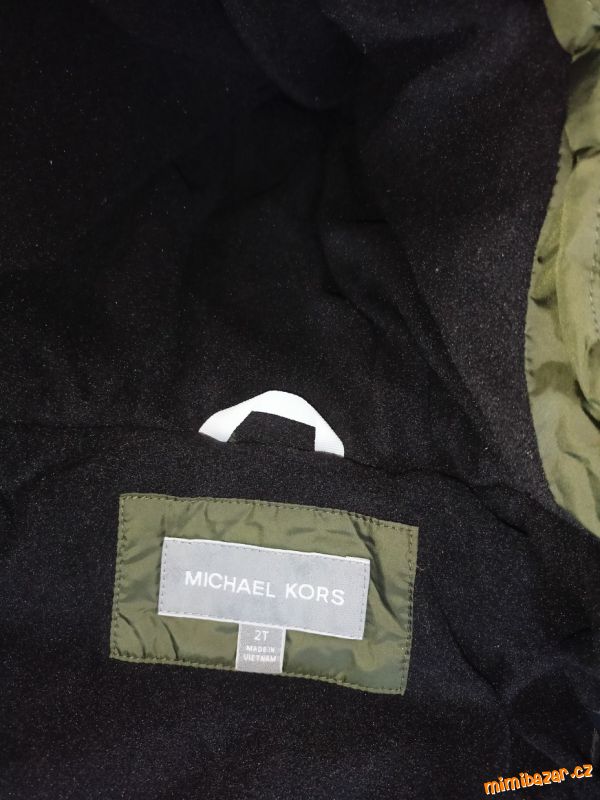 MICHAEL KORS
2T
MADE IN
VIETNAM
mimibazar.cz